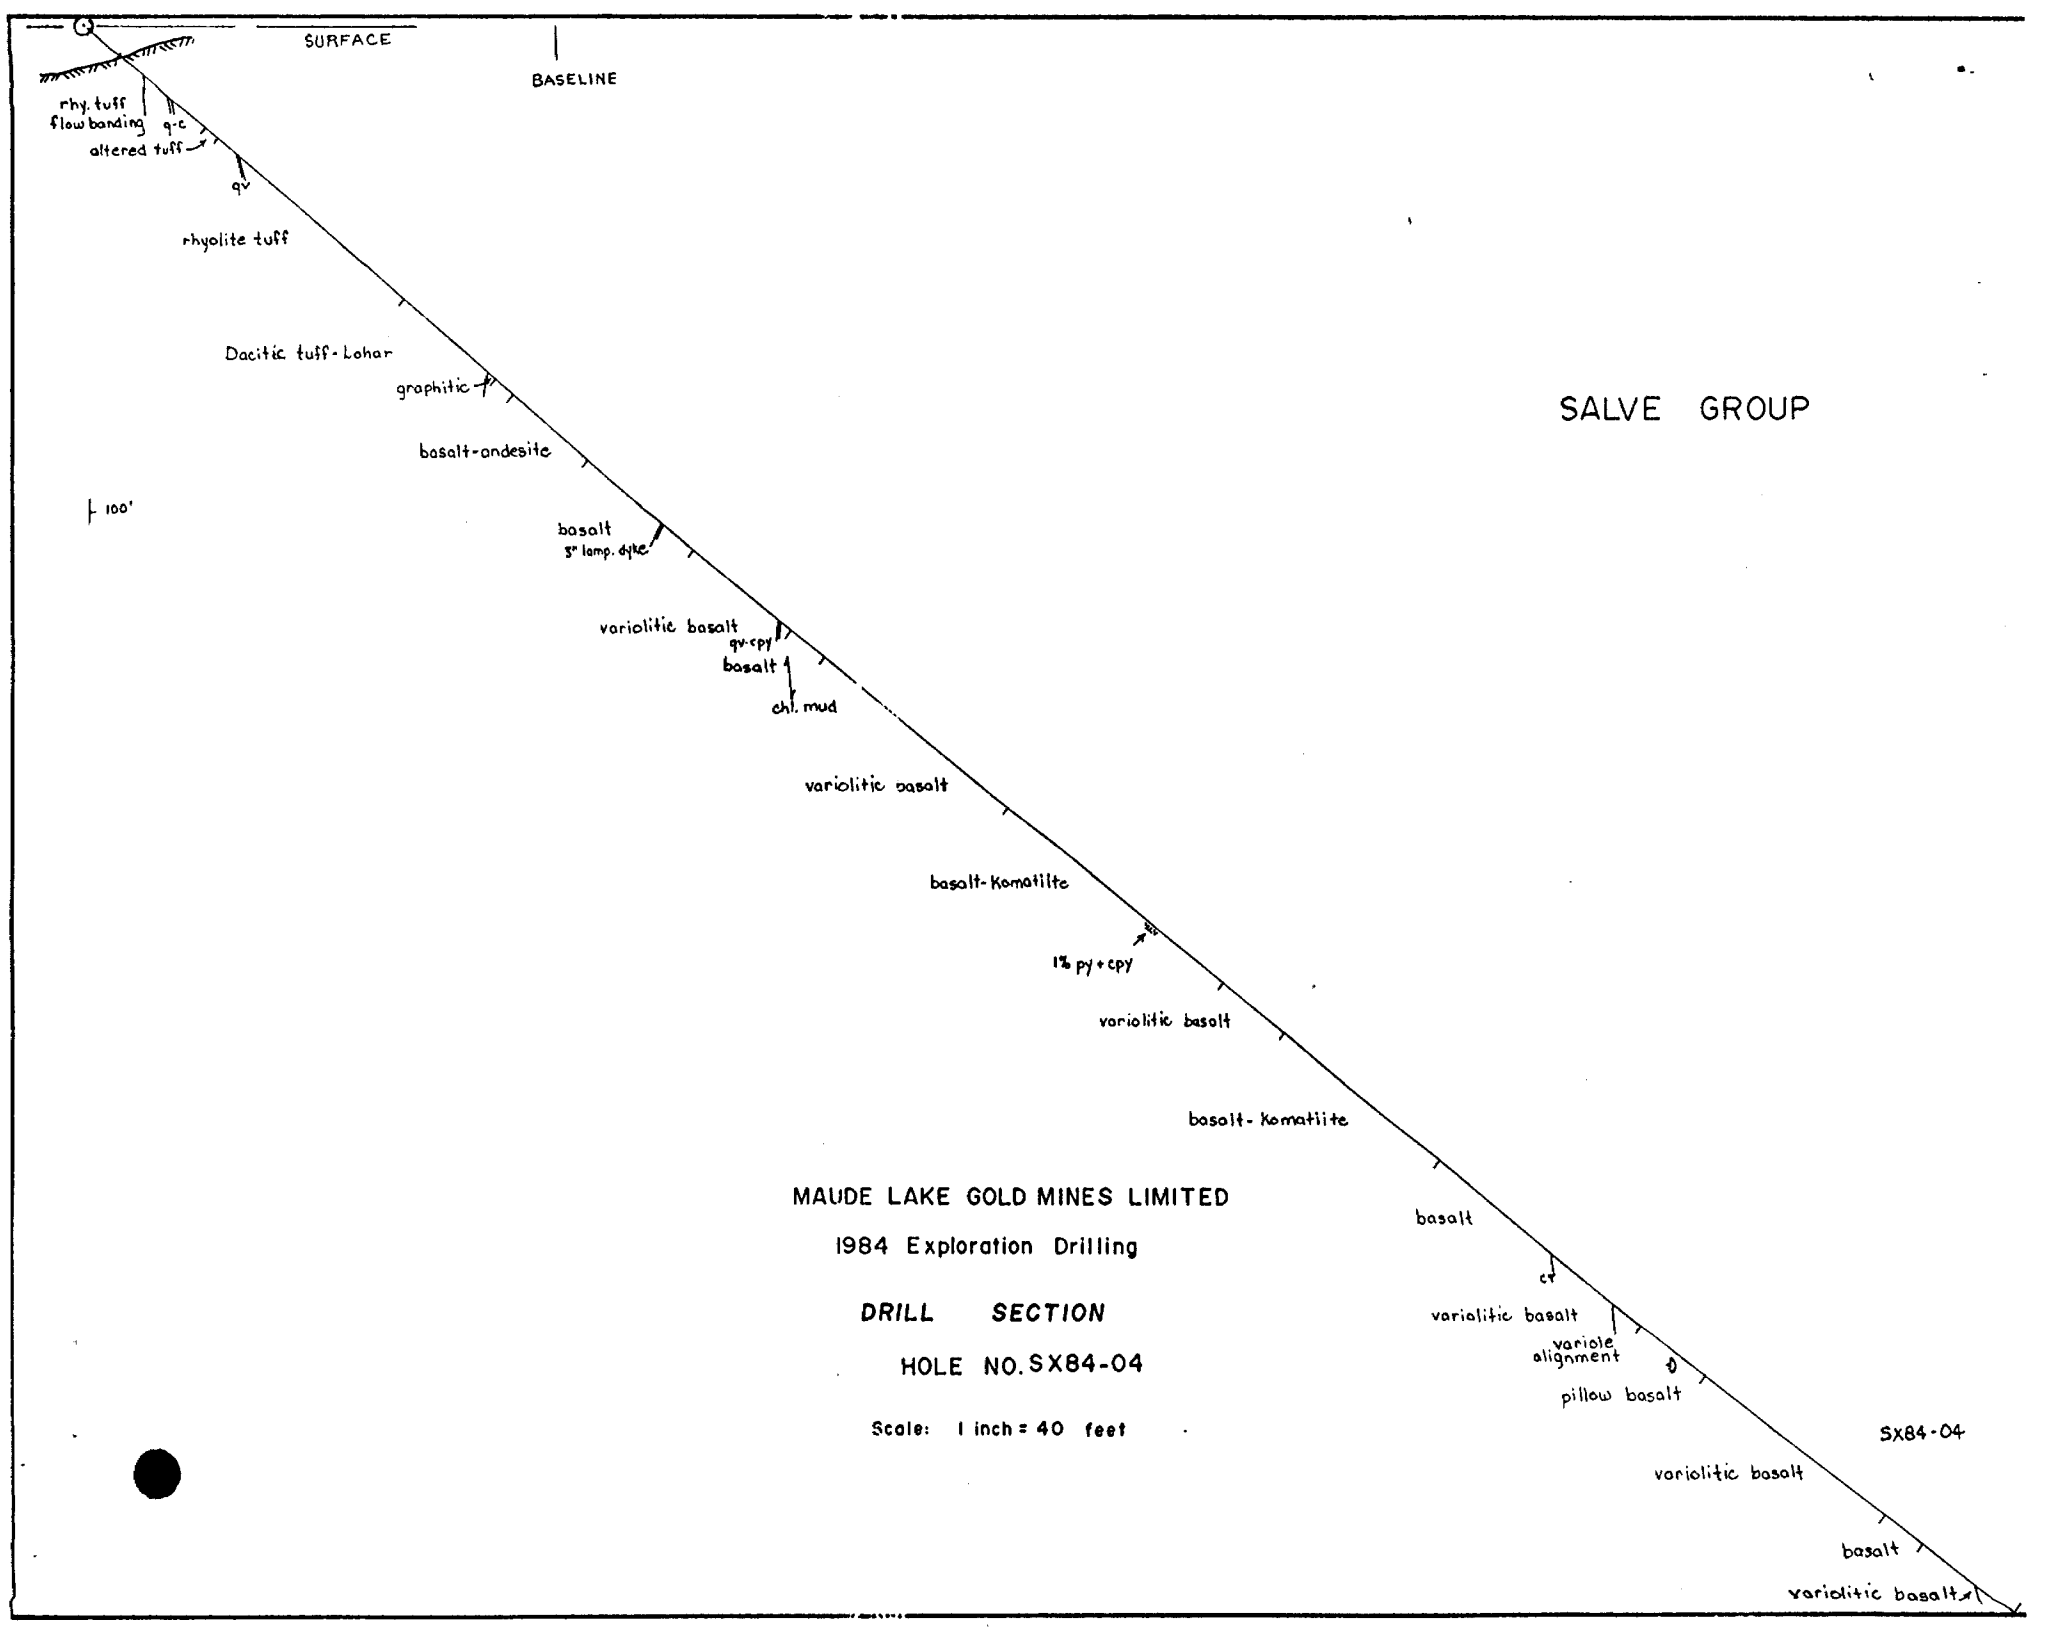 SURFACE
BASELINE
rhy. tuff
flow banding
q-c
altered tuff
qv
rhyolite tuff
Dacitic tuff-Lahar
graphitic
SALVE GROUP
basalt-andesite
100'
basalt
3" lamp. dyke
variolitic basalt
qv-cpy
basalt
chl. mud
variolitic basalt
basalt-Komatiite
1% py + cpy
variolitic basalt
basalt-Komatiite
MAUDE LAKE GOLD MINES LIMITED
1984 Exploration Drilling
DRILL SECTION
HOLE NO. SX84-04
Scale: 1 inch = 40 feet
basalt
variolitic basalt
variole
alignment
pillow basalt
SX84-04
variolitic basalt
basalt
variolitic basalt